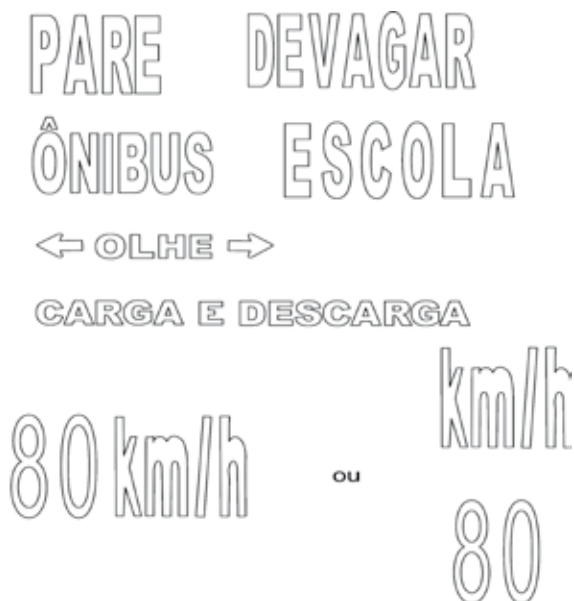 PARE DEVAGAR
ÔNIBUS ESCOLA
← OLHE →
CARGA E DESCARGA
80 km/h ou km/h
80